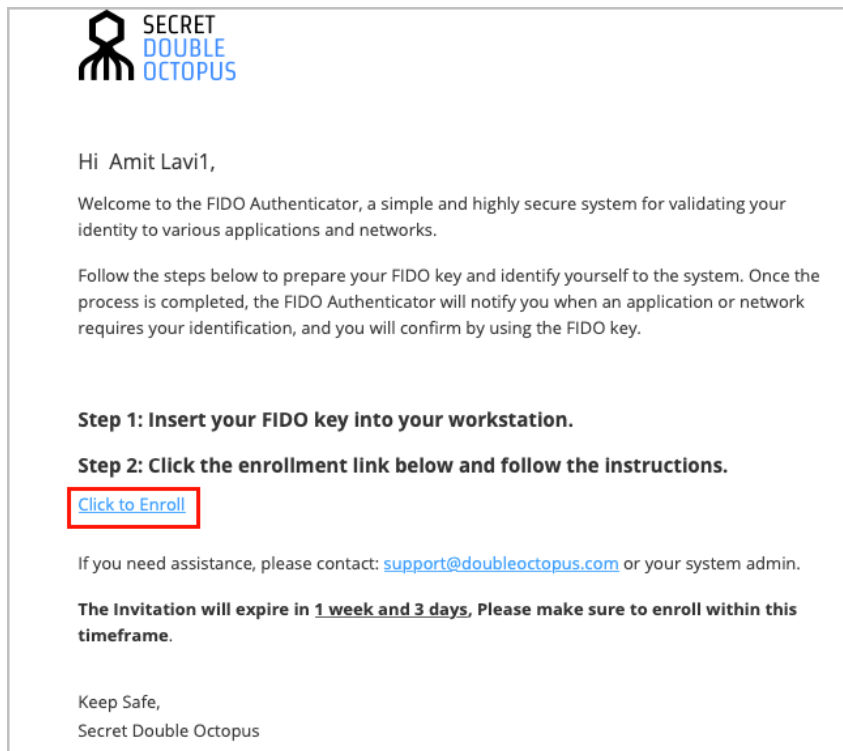 SECRET
DOUBLE
OCTOPUS
Hi Amit Lavi1,
Welcome to the FIDO Authenticator, a simple and highly secure system for validating your
identity to various applications and networks.
Follow the steps below to prepare your FIDO key and identify yourself to the system. Once the
process is completed, the FIDO Authenticator will notify you when an application or network
requires your identification, and you will confirm by using the FIDO key.
Step 1: Insert your FIDO key into your workstation.
Step 2: Click the enrollment link below and follow the instructions.
Click to Enroll
If you need assistance, please contact: support@doubleoctopus.com or your system admin.
The Invitation will expire in 1 week and 3 days, Please make sure to enroll within this
timeframe.
Keep Safe,
Secret Double Octopus